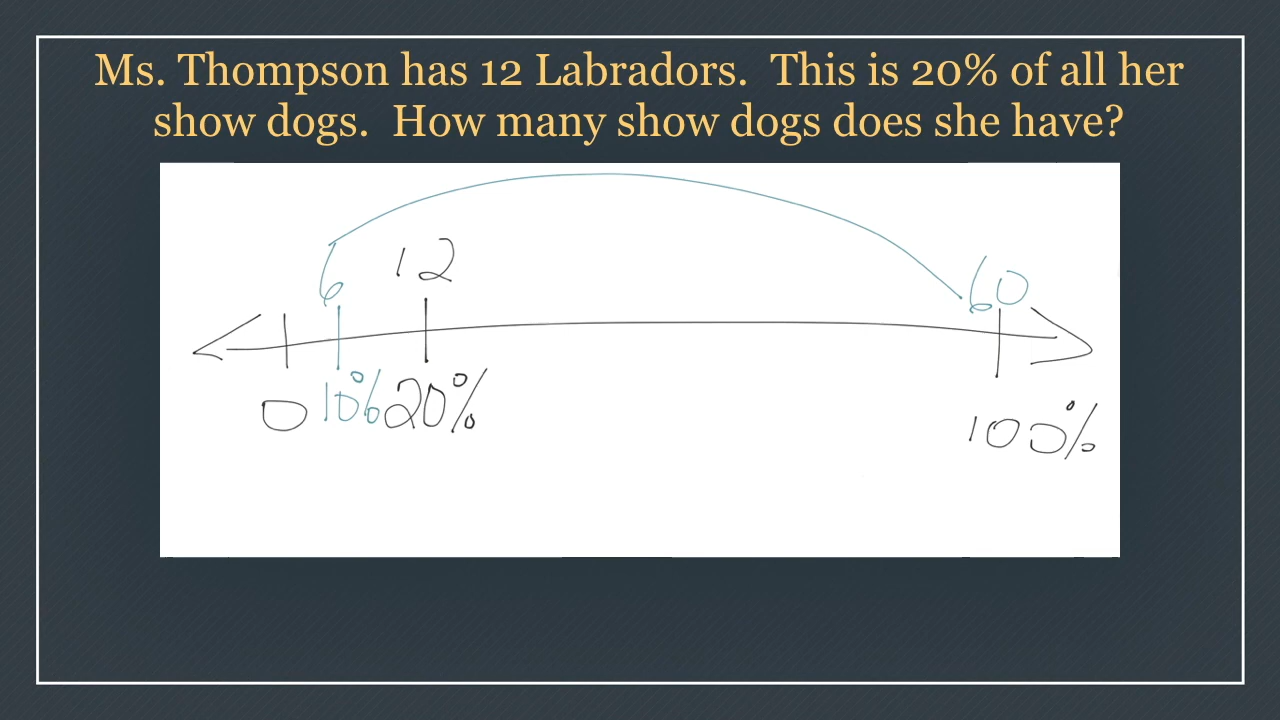 Ms. Thompson has 12 Labradors. This is 20% of all her
show dogs. How many show dogs does she have?
6 12 60
0 10% 20% 100%